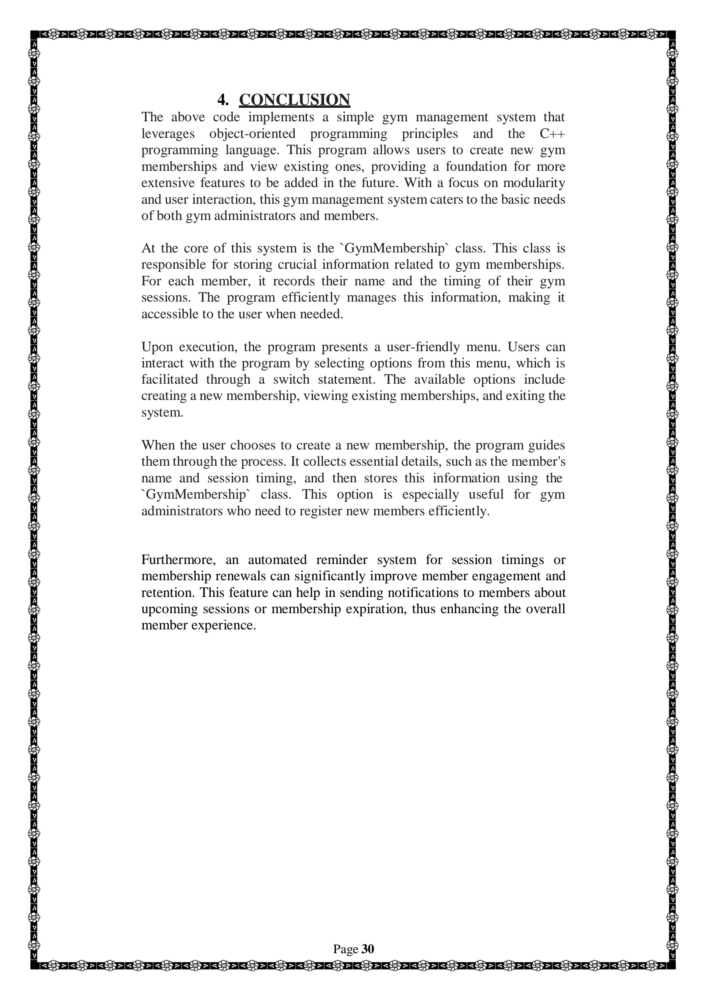 4. CONCLUSION
The above code implements a simple gym management system that
leverages object-oriented programming principles and the C++
programming language. This program allows users to create new gym
memberships and view existing ones, providing a foundation for more
extensive features to be added in the future. With a focus on modularity
and user interaction, this gym management system caters to the basic needs
of both gym administrators and members.
At the core of this system is the `GymMembership` class. This class is
responsible for storing crucial information related to gym memberships.
For each member, it records their name and the timing of their gym
sessions. The program efficiently manages this information, making it
accessible to the user when needed.
Upon execution, the program presents a user-friendly menu. Users can
interact with the program by selecting options from this menu, which is
facilitated through a switch statement. The available options include
creating a new membership, viewing existing memberships, and exiting the
system.
When the user chooses to create a new membership, the program guides
them through the process. It collects essential details, such as the member's
name and session timing, and then stores this information using the
`GymMembership` class. This option is especially useful for gym
administrators who need to register new members efficiently.
Furthermore, an automated reminder system for session timings or
membership renewals can significantly improve member engagement and
retention. This feature can help in sending notifications to members about
upcoming sessions or membership expiration, thus enhancing the overall
member experience.
Page 30